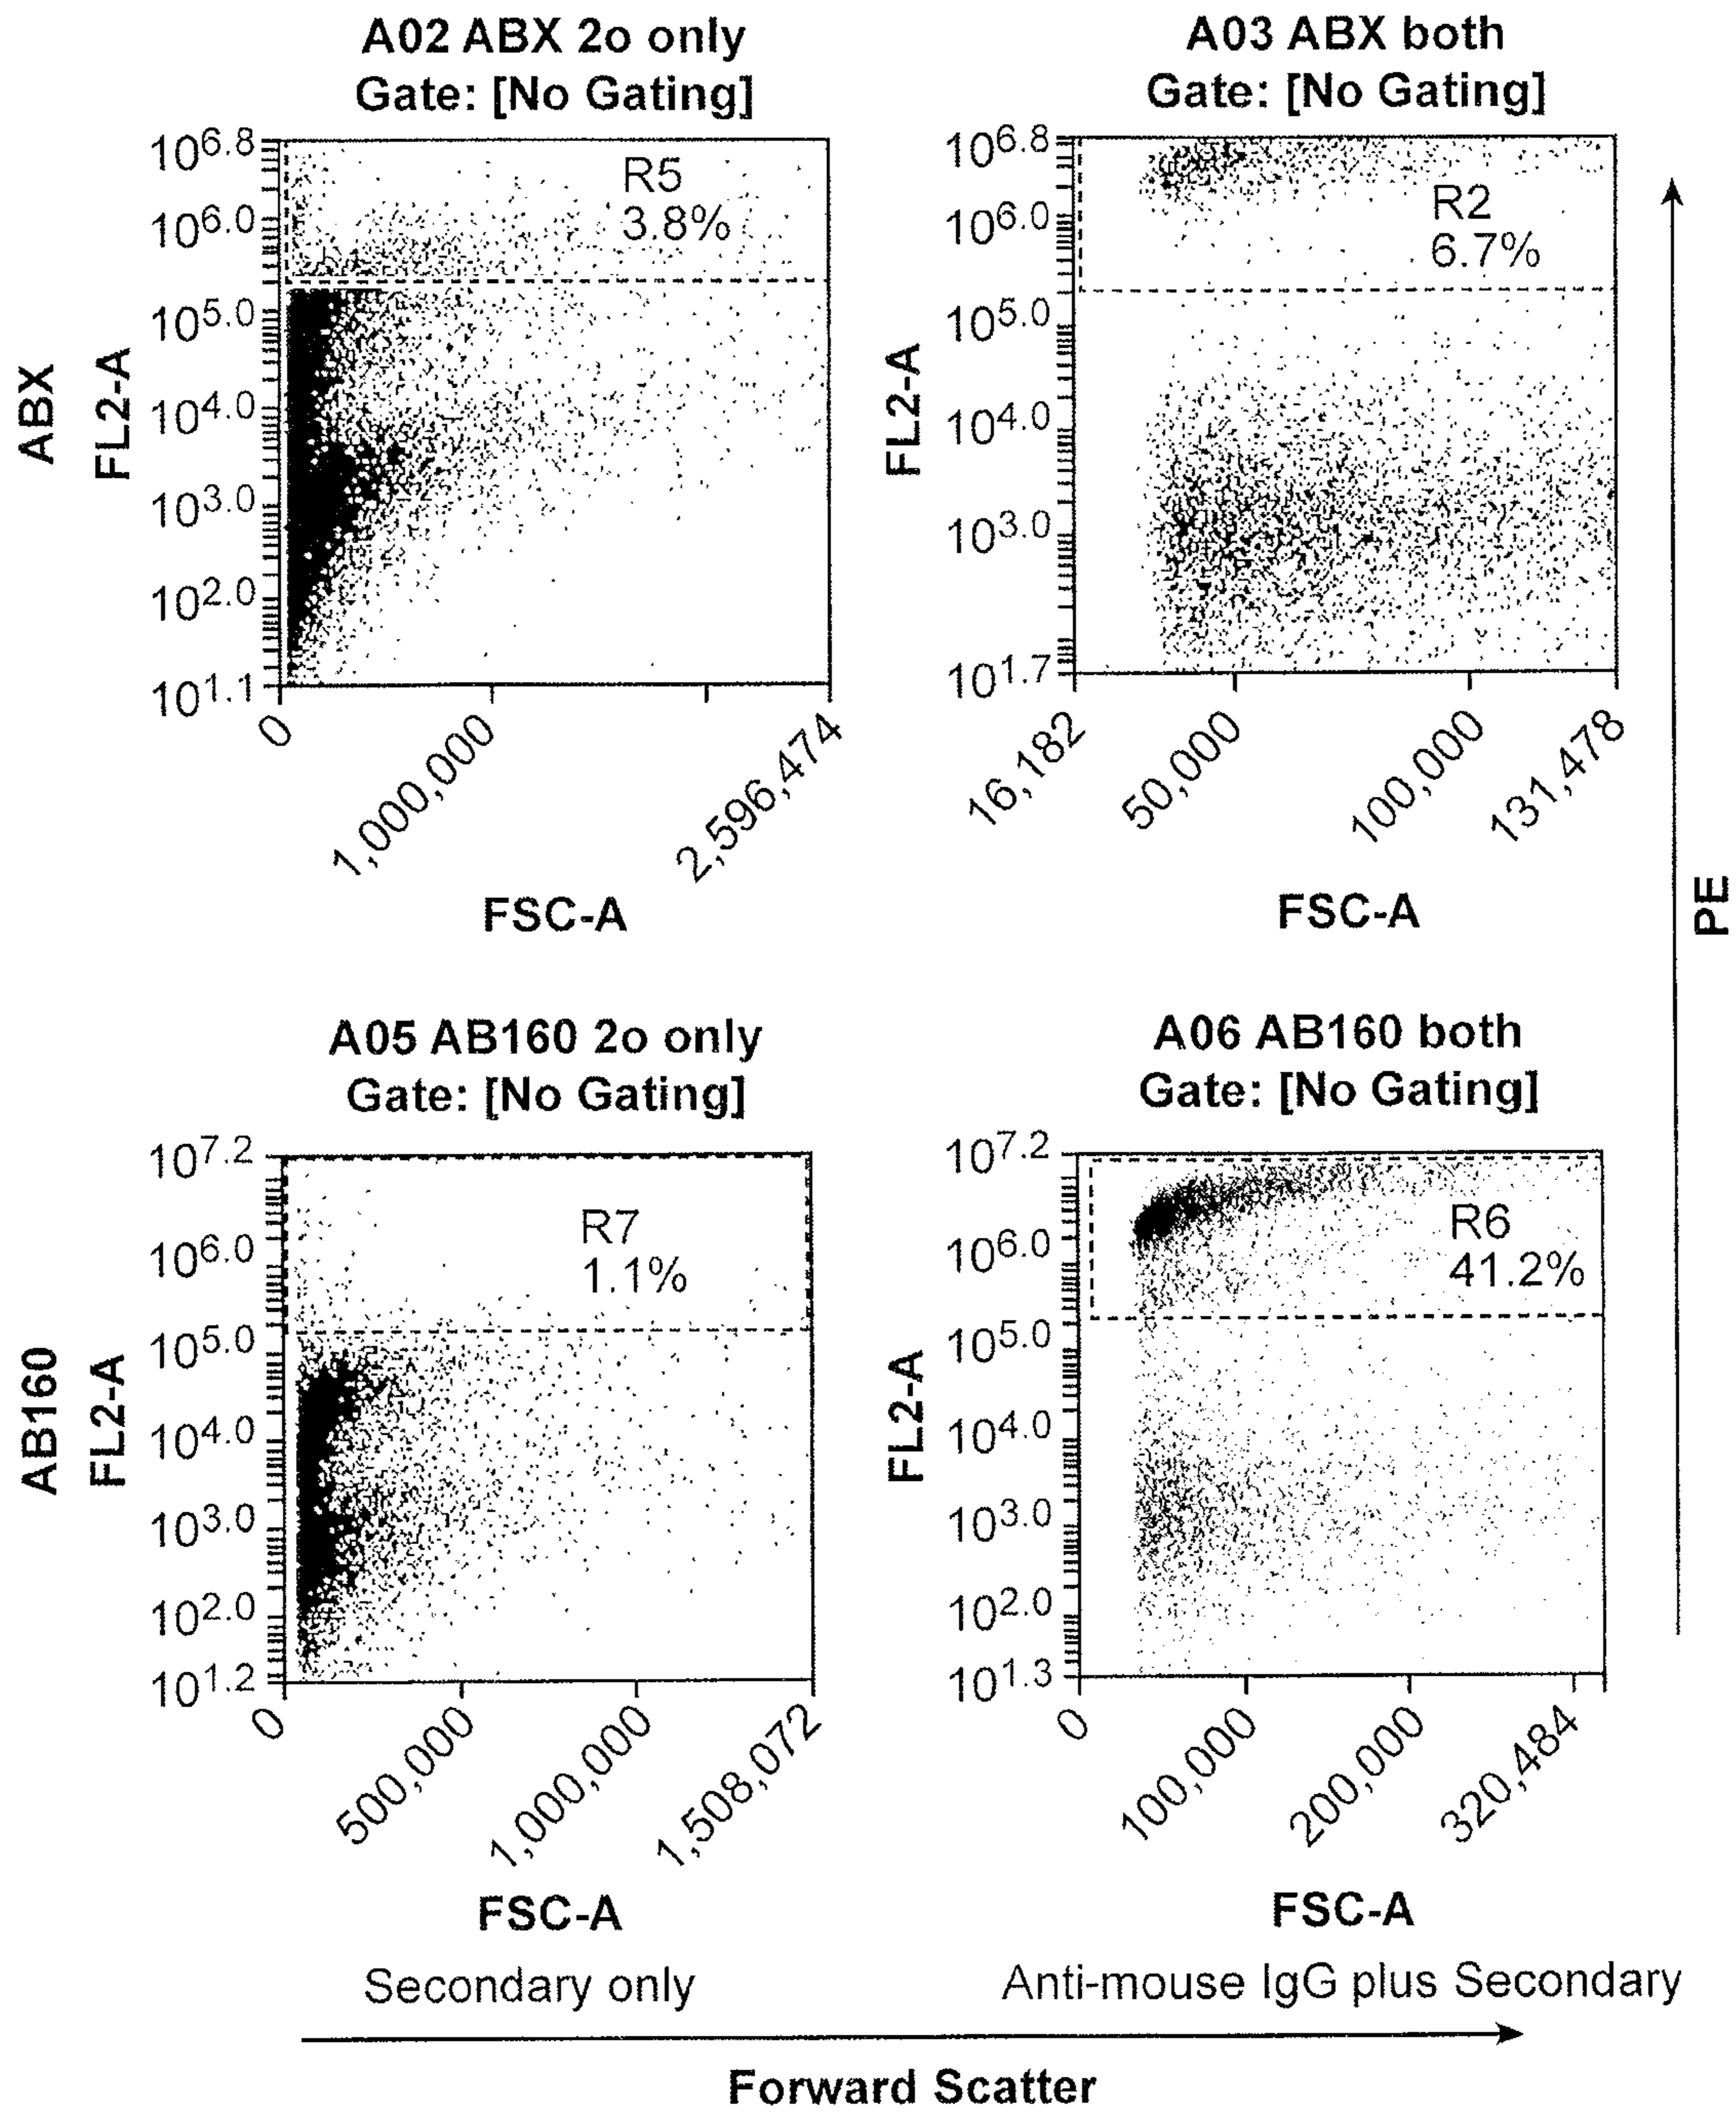 A02 ABX 2o only
Gate: [No Gating]
10^6.8
10^6.0
10^5.0
10^4.0
10^3.0
10^2.0
10^1.1
ABX
FL2-A
R5
3.8%
0
1,000,000
2,596,474
FSC-A
A03 ABX both
Gate: [No Gating]
10^6.8
10^6.0
10^5.0
10^4.0
10^3.0
10^1.7
FL2-A
R2
6.7%
16,182
50,000
100,000
131,478
FSC-A
PE
A05 AB160 2o only
Gate: [No Gating]
10^7.2
10^6.0
10^5.0
10^4.0
10^3.0
10^2.0
10^1.2
AB160
FL2-A
R7
1.1%
0
500,000
1,000,000
1,508,072
FSC-A
Secondary only
A06 AB160 both
Gate: [No Gating]
10^7.2
10^6.0
10^5.0
10^4.0
10^3.0
10^2.0
10^1.3
FL2-A
R6
41.2%
0
100,000
200,000
320,484
FSC-A
Anti-mouse IgG plus Secondary
Forward Scatter